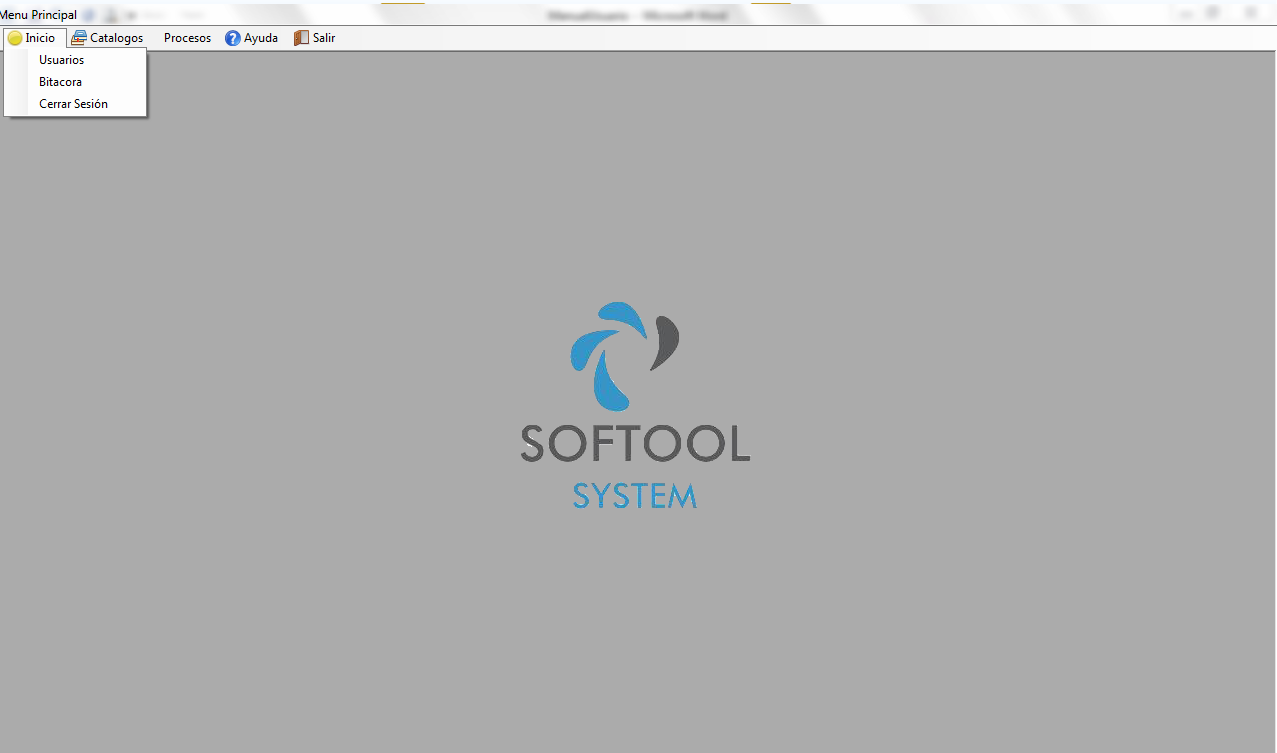 Menu Principal
Inicio Catalogos Procesos Ayuda Salir
Usuarios
Bitacora
Cerrar Sesión
SOFTOOL
SYSTEM